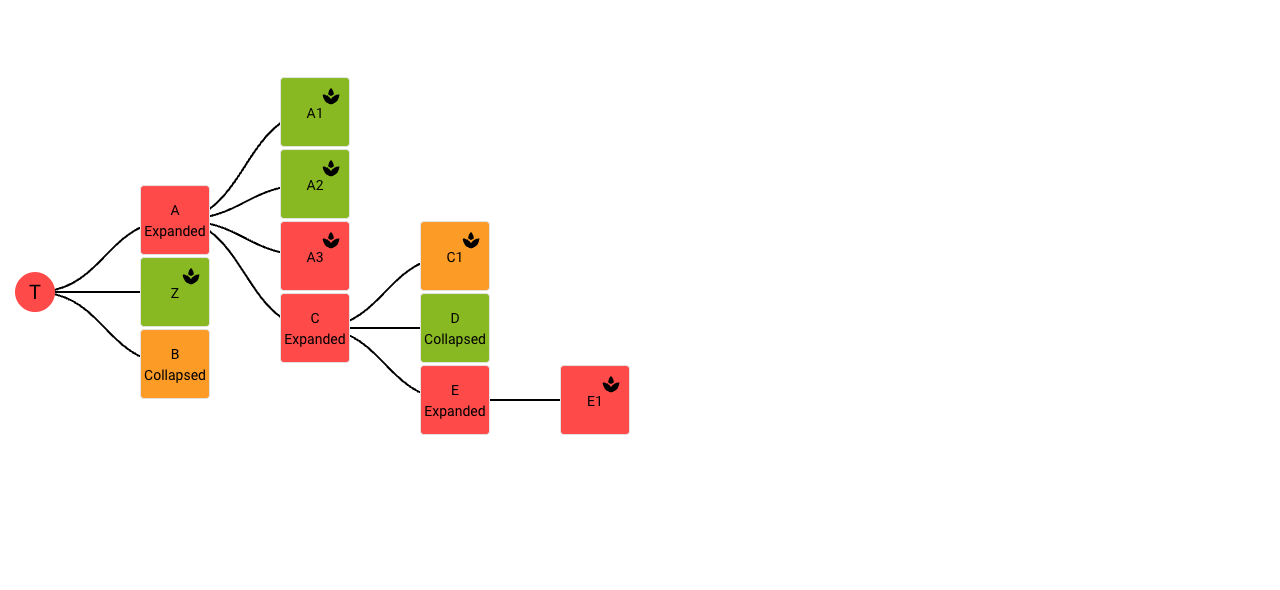 T
A
Expanded
Z
B
Collapsed
A1
A2
A3
C
Expanded
C1
D
Collapsed
E
Expanded
E1